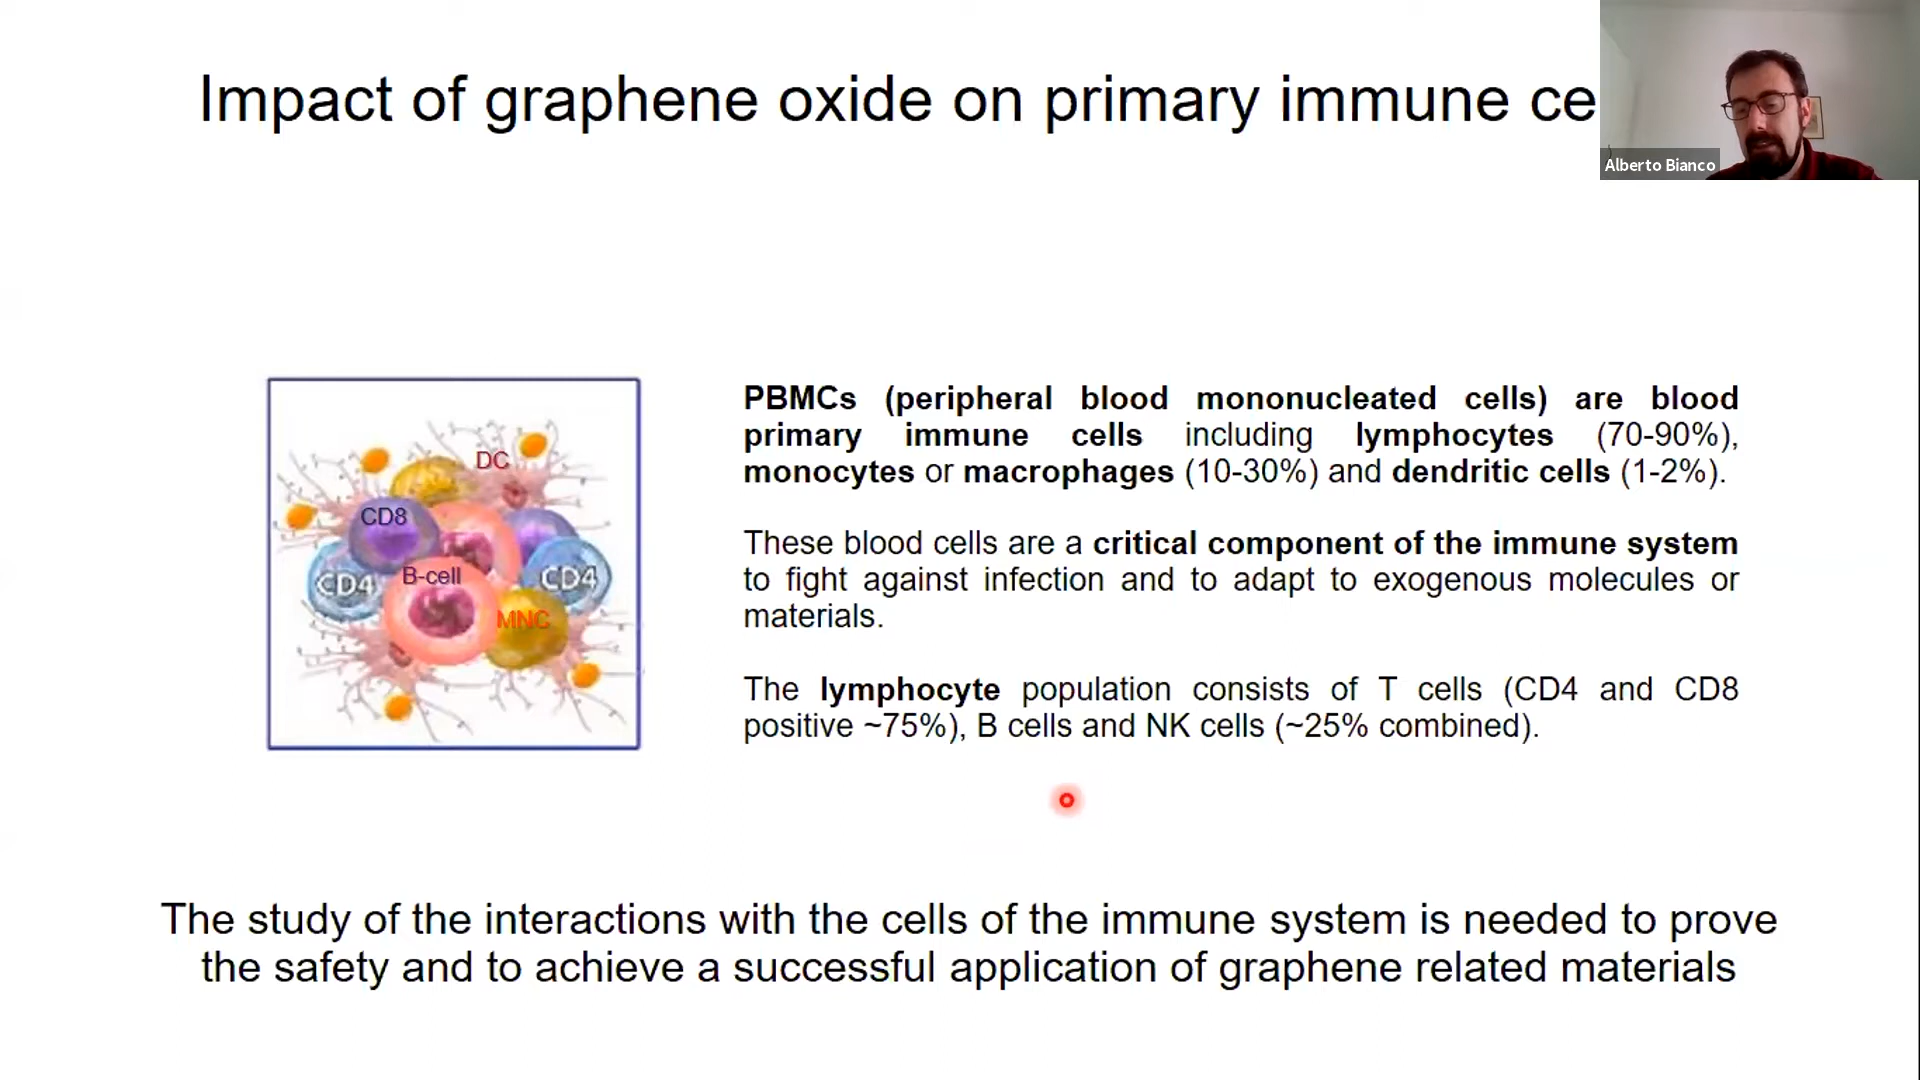 Impact of graphene oxide on primary immune ce
Alberto Bianco
DC
CD8
B-cell
CD4
CD4
MNC
PBMCs (peripheral blood mononucleated cells) are blood
primary immune cells including lymphocytes (70-90%),
monocytes or macrophages (10-30%) and dendritic cells (1-2%).
These blood cells are a critical component of the immune system
to fight against infection and to adapt to exogenous molecules or
materials.
The lymphocyte population consists of T cells (CD4 and CD8
positive ~75%), B cells and NK cells (~25% combined).
The study of the interactions with the cells of the immune system is needed to prove
the safety and to achieve a successful application of graphene related materials